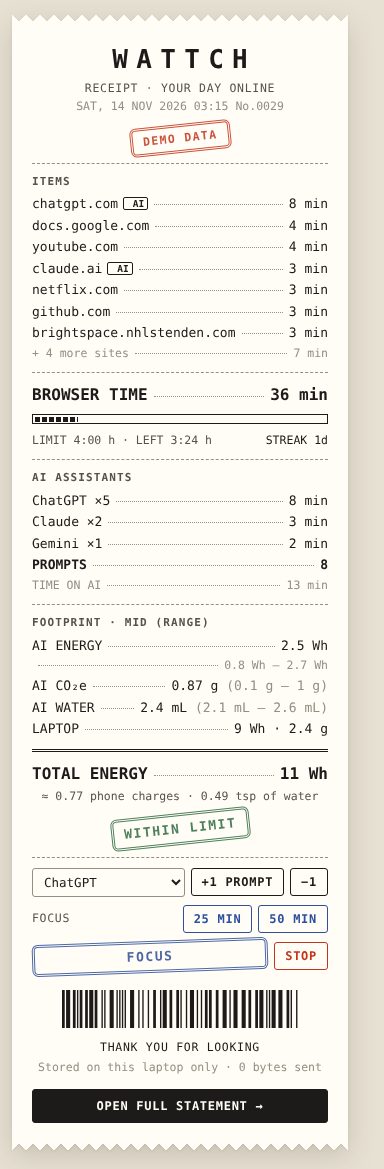 WATTCH
RECEIPT · YOUR DAY ONLINE
SAT, 14 NOV 2026 03:15 No.0029
DEMO DATA
ITEMS
chatgpt.com AI 8 min
docs.google.com 4 min
youtube.com 4 min
claude.ai AI 3 min
netflix.com 3 min
github.com 3 min
brightspace.nhlstenden.com 3 min
+ 4 more sites 7 min
BROWSER TIME 36 min
LIMIT 4:00 h · LEFT 3:24 h STREAK 1d
AI ASSISTANTS
ChatGPT ×5 8 min
Claude ×2 3 min
Gemini ×1 2 min
PROMPTS 8
TIME ON AI 13 min
FOOTPRINT · MID (RANGE)
AI ENERGY 2.5 Wh
0.8 Wh – 2.7 Wh
AI CO₂e 0.87 g (0.1 g – 1 g)
AI WATER 2.4 mL (2.1 mL – 2.6 mL)
LAPTOP 9 Wh · 2.4 g
TOTAL ENERGY 11 Wh
≈ 0.77 phone charges · 0.49 tsp of water
WITHIN LIMIT
ChatGPT +1 PROMPT −1
FOCUS 25 MIN 50 MIN
FOCUS STOP
THANK YOU FOR LOOKING
Stored on this laptop only · 0 bytes sent
OPEN FULL STATEMENT →